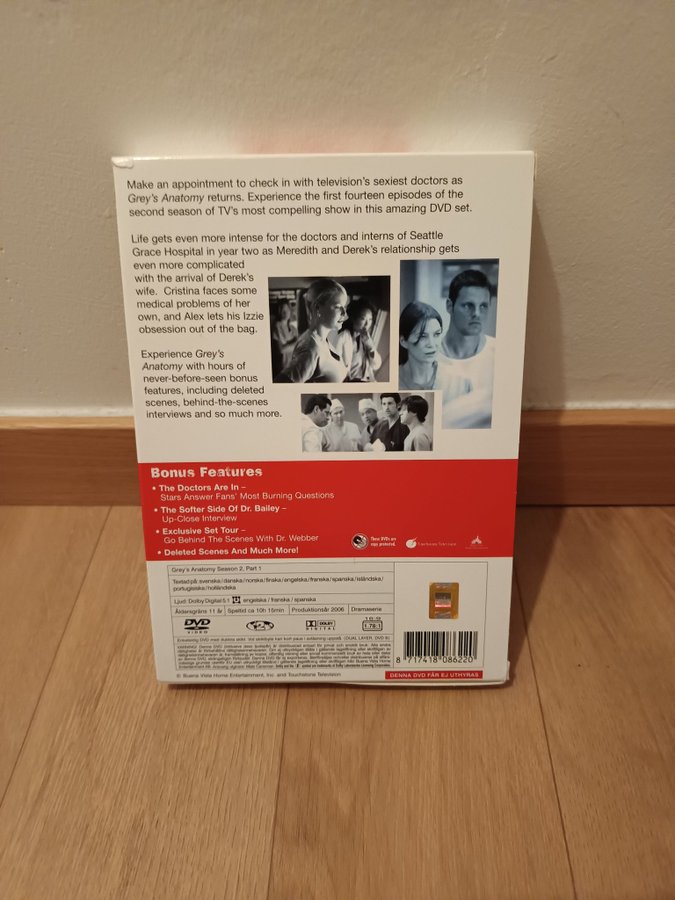 Make an appointment to check in with television's sexiest doctors as
Grey's Anatomy returns. Experience the first fourteen episodes of the
second season of TV's most compelling show in this amazing DVD set.
Life gets even more intense for the doctors and interns of Seattle
Grace Hospital in year two as Meredith and Derek's relationship gets
even more complicated
with the arrival of Derek's
wife. Cristina faces some
medical problems of her
own, and Alex lets his Izzie
obsession out of the bag.
Experience Grey's
Anatomy with hours of
never-before-seen bonus
features, including deleted
scenes, behind-the-scenes
interviews and so much more.
Bonus Features
• The Doctors Are In –
Stars Answer Fans' Most Burning Questions
• The Softer Side Of Dr. Bailey –
Up-Close Interview
• Exclusive Set Tour –
Go Behind The Scenes With Dr. Webber
• Deleted Scenes And Much More!
These DVDs are
copy protected.
Grey's Anatomy Season 2, Part 1
Textad på: svenska / danska / norska / finska / engelska / franska / spanska / isländska /
portugisiska / holländska
Ljud: Dolby Digital 5.1 engelska / franska / spanska
Åldersgräns 11 år Speltid ca 10h 15min Produktionsår 2006 Dramaserie
DVD
VIDEO
2
DOLBY
DIGITAL
16:9
1.78:1
8 717418 086220
© Buena Vista Home Entertainment, Inc. and Touchstone Television
DENNA DVD FÅR EJ UTHYRAS